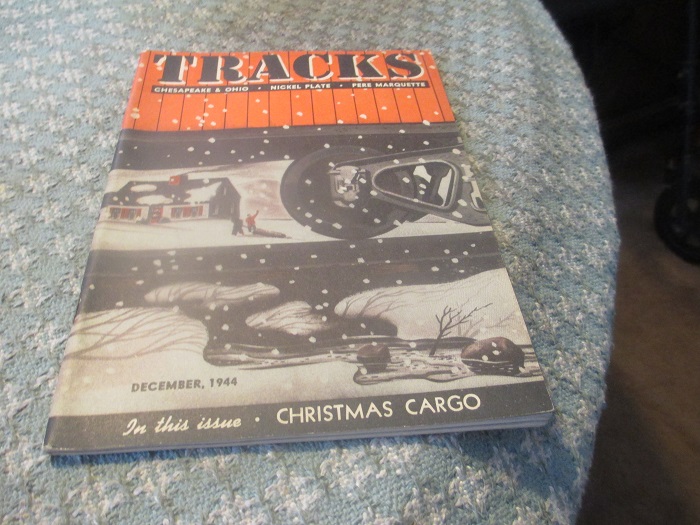 TRACKS
CHESAPEAKE & OHIO • NICKEL PLATE • PERE MARQUETTE
DECEMBER, 1944
In this issue • CHRISTMAS CARGO